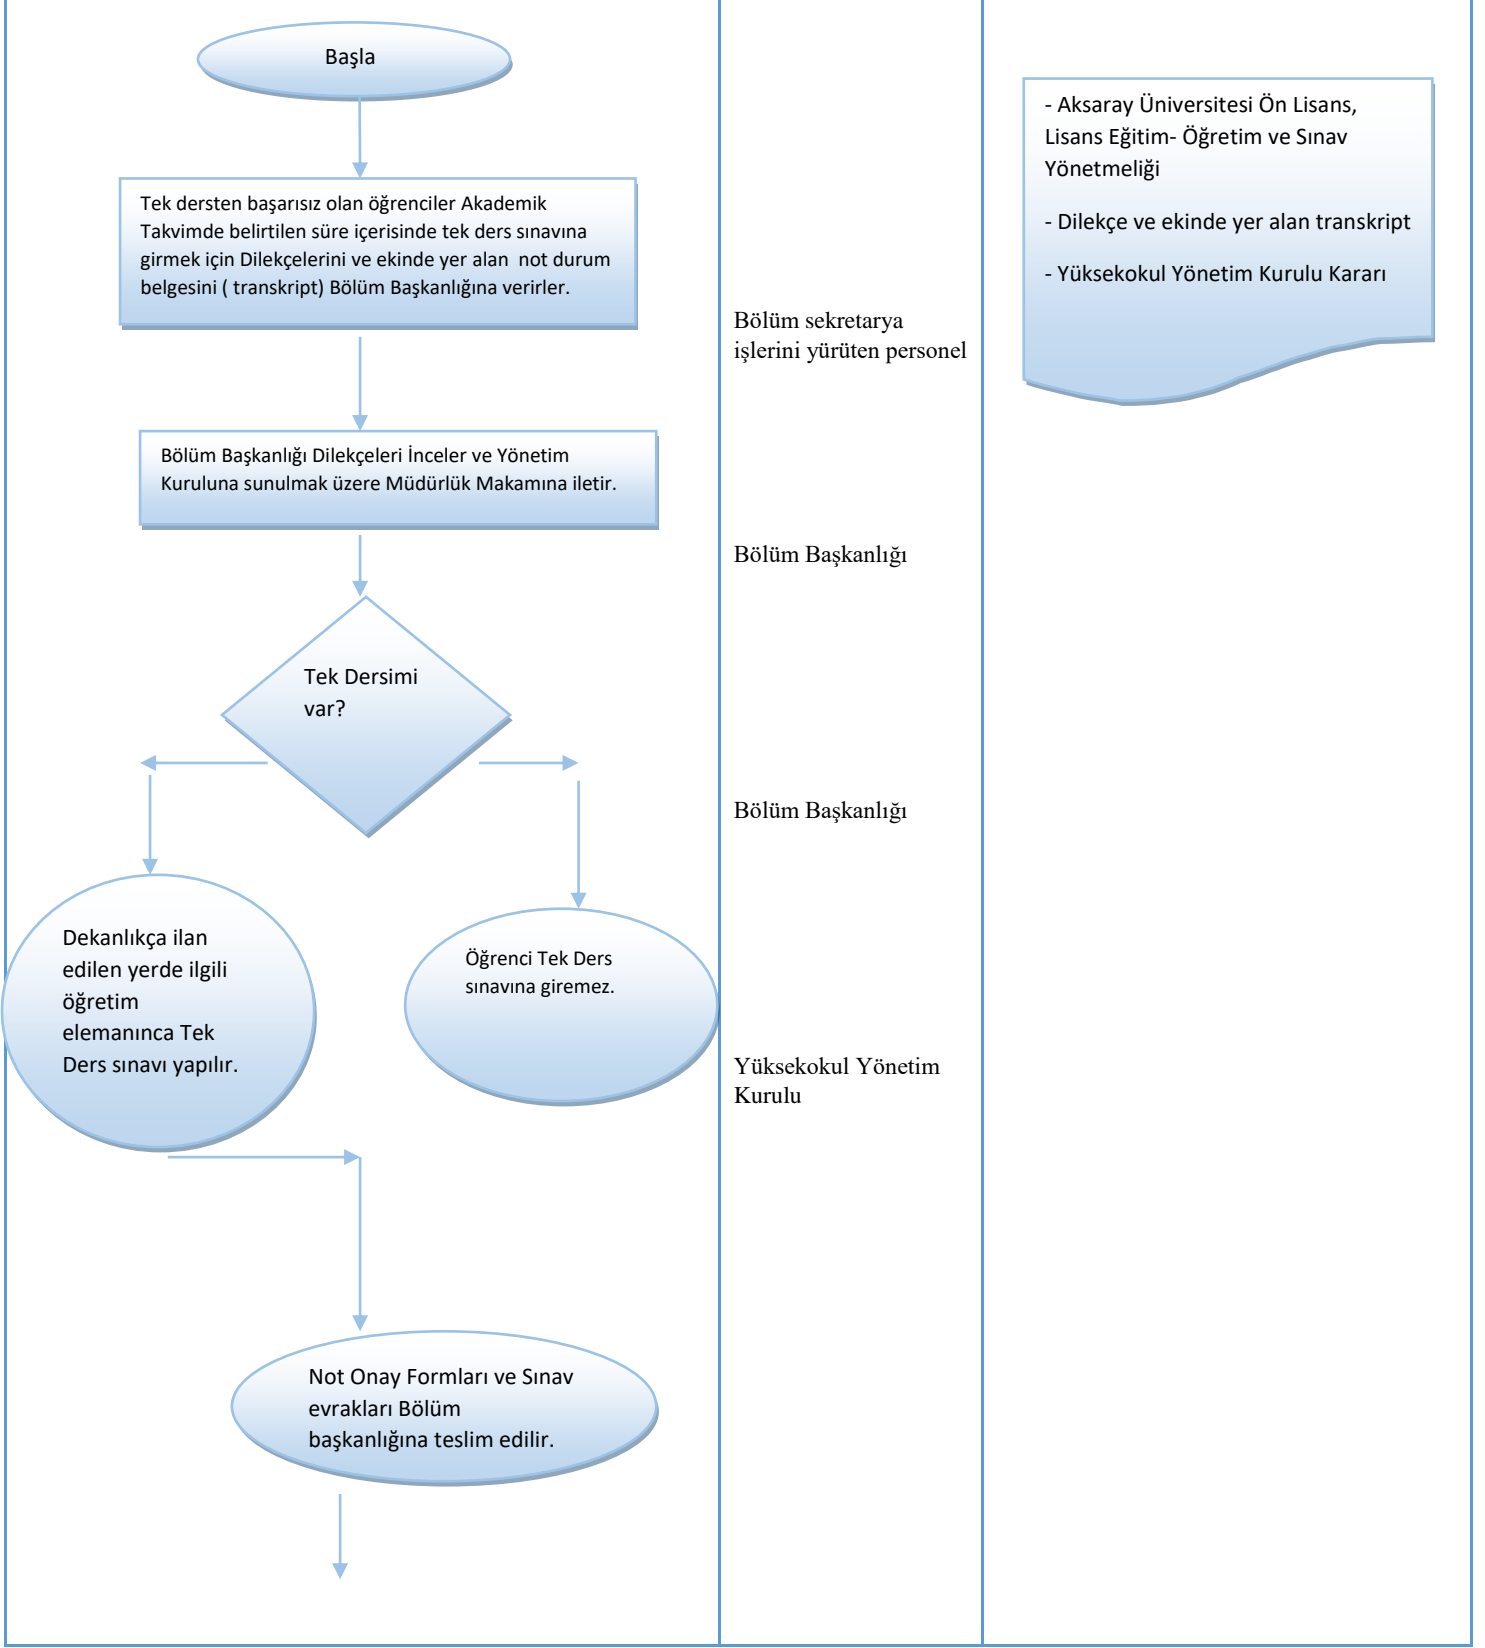 Başla
Tek dersten başarısız olan öğrenciler Akademik
Takvimde belirtilen süre içerisinde tek ders sınavına
girmek için Dilekçelerini ve ekinde yer alan  not durum
belgesini ( transkript) Bölüm Başkanlığına verirler.
Bölüm Başkanlığı Dilekçeleri İnceler ve Yönetim
Kuruluna sunulmak üzere Müdürlük Makamına iletir.
Tek Dersimi
var?
Dekanlıkça ilan
edilen yerde ilgili
öğretim
elemanınca Tek
Ders sınavı yapılır.
Öğrenci Tek Ders
sınavına giremez.
Not Onay Formları ve Sınav
evrakları Bölüm
başkanlığına teslim edilir.
Bölüm sekretarya
işlerini yürüten personel
Bölüm Başkanlığı
Bölüm Başkanlığı
Yüksekokul Yönetim
Kurulu
- Aksaray Üniversitesi Ön Lisans,
Lisans Eğitim- Öğretim ve Sınav
Yönetmeliği
- Dilekçe ve ekinde yer alan transkript
- Yüksekokul Yönetim Kurulu Kararı